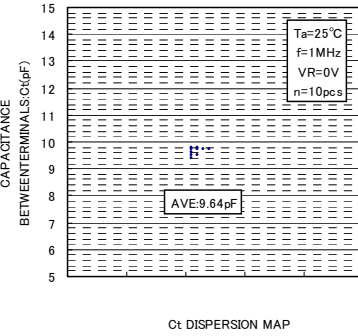 CAPACITANCE
BETWEENTERMINALS:Ct(pF)
15
14
13
12
11
10
9
8
7
6
5
Ta=25℃
f=1MHz
VR=0V
n=10pcs
AVE:9.64pF
Ct DISPERSION MAP